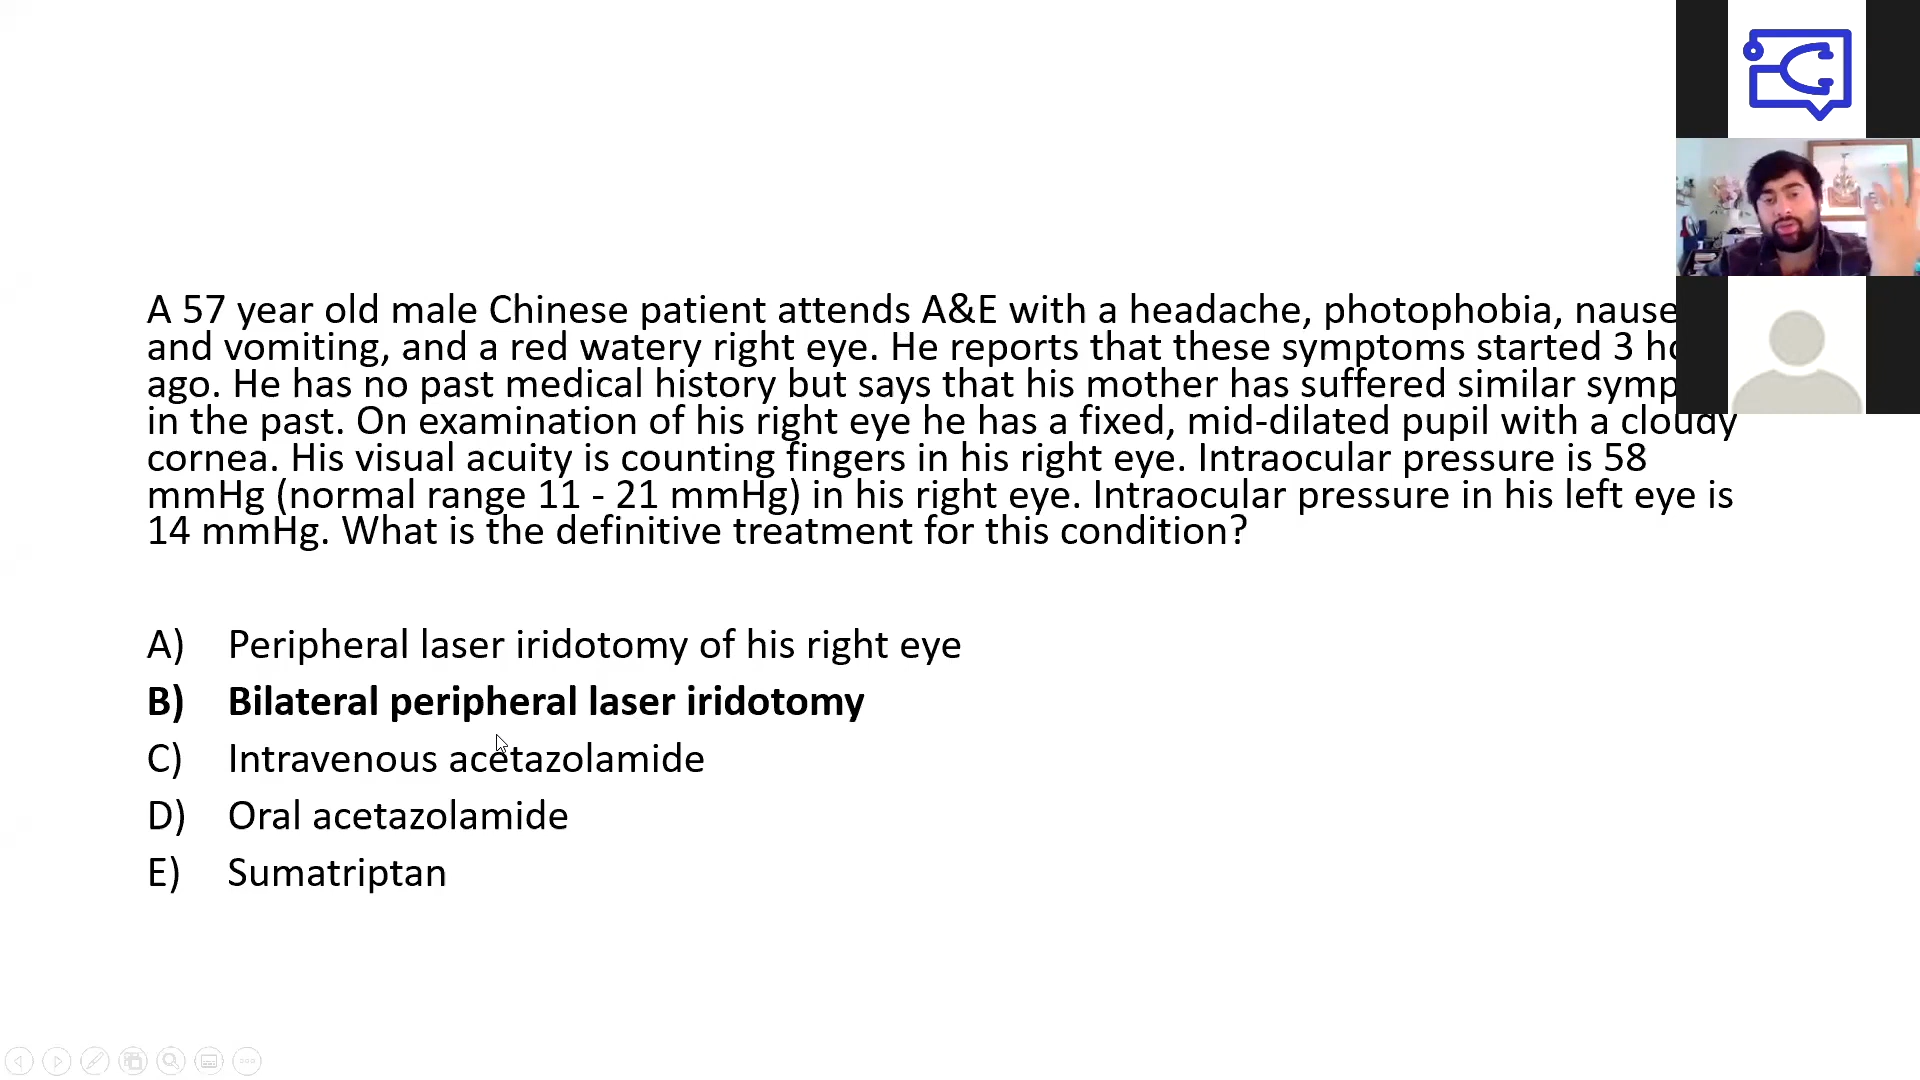 A 57 year old male Chinese patient attends A&E with a headache, photophobia,
and vomiting, and a red watery right eye. He reports that these symptoms started 3
ago. He has no past medical history but says that his mother has suffered similar
in the past. On examination of his right eye he has a fixed, mid-dilated pupil with a cloudy
cornea. His visual acuity is counting fingers in his right eye. Intraocular pressure is 58
mmHg (normal range 11 - 21 mmHg) in his right eye. Intraocular pressure in his left eye is
14 mmHg. What is the definitive treatment for this condition?
A) Peripheral laser iridotomy of his right eye
B) Bilateral peripheral laser iridotomy
C) Intravenous acetazolamide
D) Oral acetazolamide
E) Sumatriptan